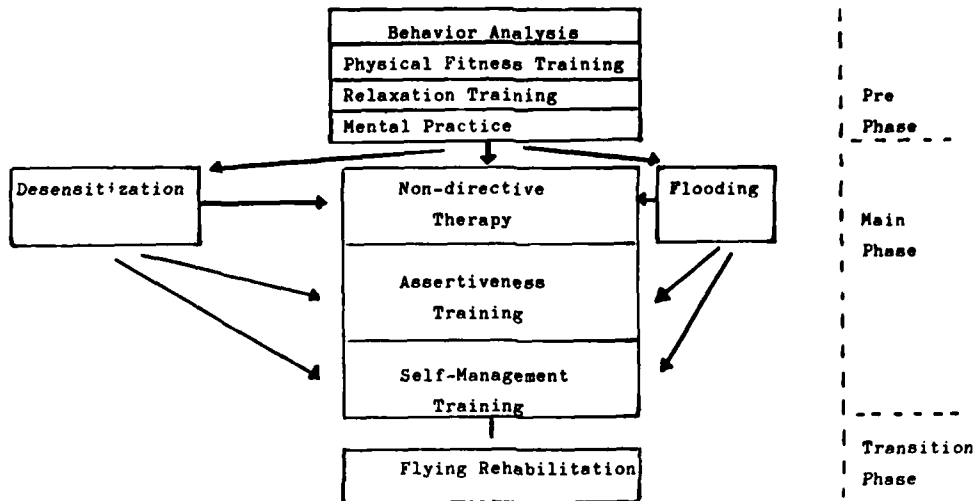 Behavior Analysis
Physical Fitness Training
Relaxation Training
Mental Practice
Pre
Phase
Desensitization
Non-directive
Therapy
Flooding
Main
Phase
Assertiveness
Training
Self-Management
Training
Flying Rehabilitation
Transition
Phase